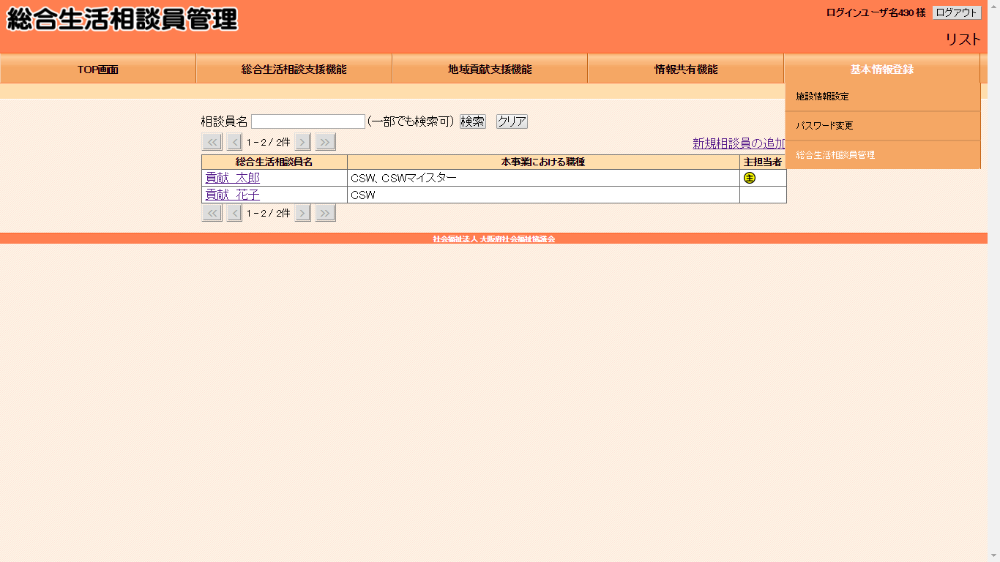 総合生活相談員管理
ログインユーザ名430 様 ログアウト
リスト
TOP画面 総合生活相談支援機能 地域貢献支援機能 情報共有機能 基本情報登録
施設情報設定
パスワード変更
総合生活相談員管理
相談員名 (一部でも検索可) 検索 クリア
<< < 1 - 2 / 2件 > >>
新規相談員の追加
総合生活相談員名 本事業における職種 主担当者
貢献 太郎 CSW、CSWマイスター 主
貢献 花子 CSW
<< < 1 - 2 / 2件 > >>
社会福祉法人 大阪府社会福祉協議会